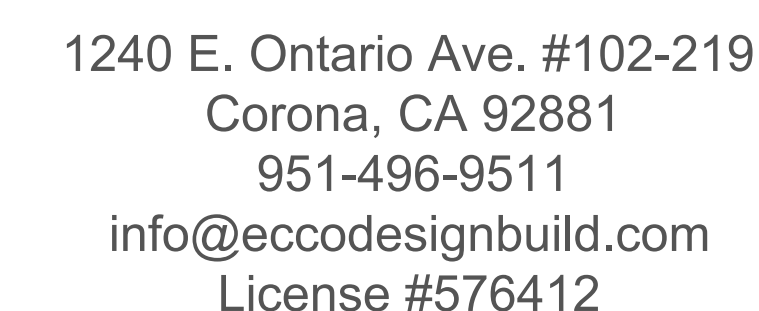 1240 E. Ontario Ave. #102-219
Corona, CA 92881
951-496-9511
info@eccodesignbuild.com
License #576412